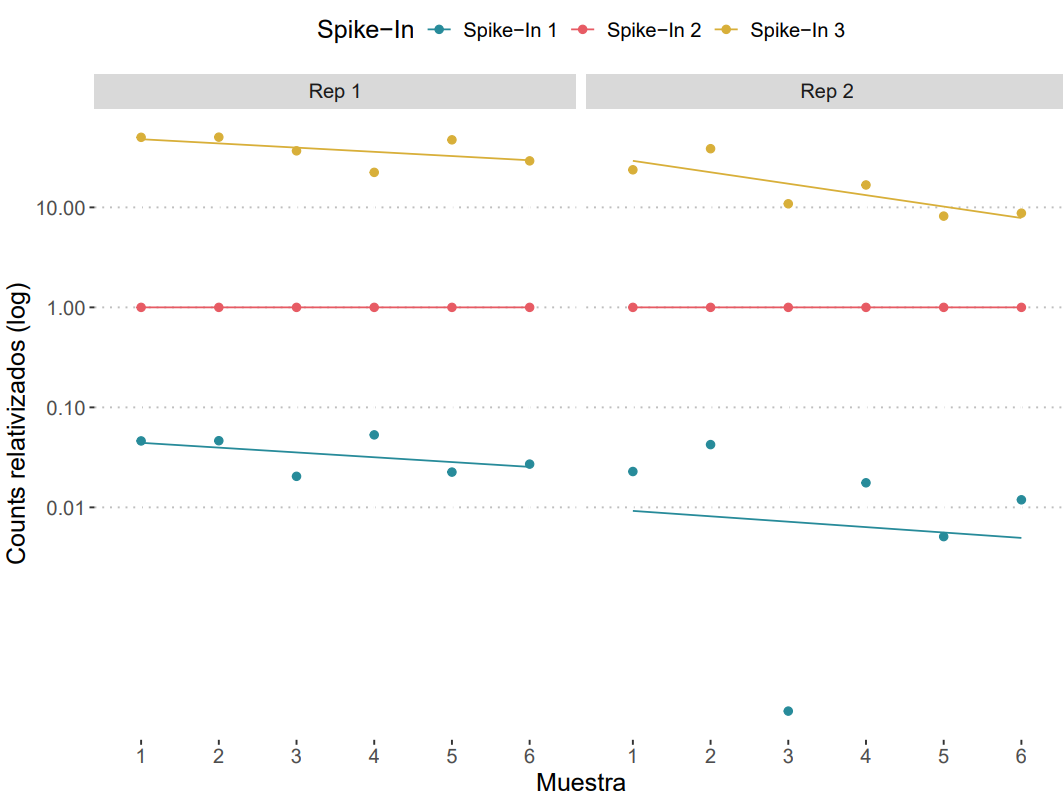 Spike−In Spike−In 1 Spike−In 2 Spike−In 3
Rep 1 Rep 2
10.00
1.00
0.10
0.01
Counts relativizados (log)
1 2 3 4 5 6 1 2 3 4 5 6
Muestra